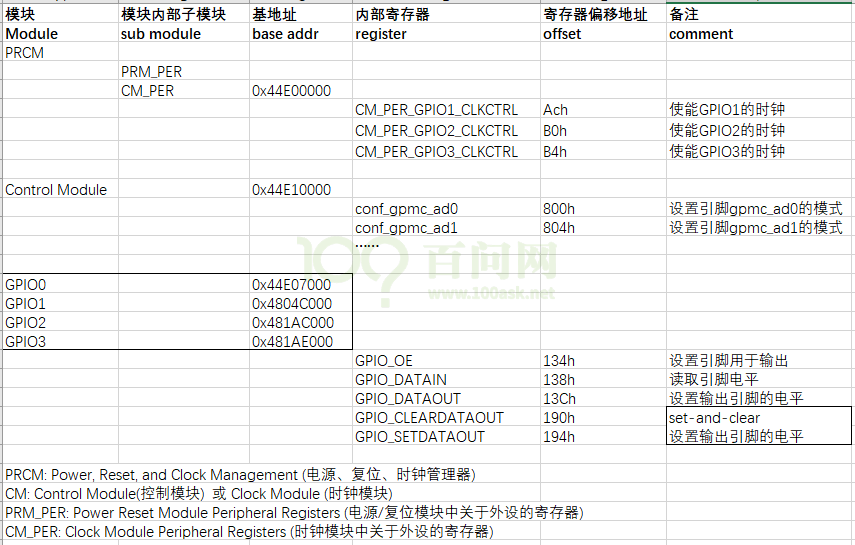 模块 模块内部子模块 基地址 内部寄存器 寄存器偏移地址 备注
Module sub module base addr register offset comment
PRCM
PRM_PER
CM_PER 0x44E00000
CM_PER_GPIO1_CLKCTRL Ach 使能GPIO1的时钟
CM_PER_GPIO2_CLKCTRL B0h 使能GPIO2的时钟
CM_PER_GPIO3_CLKCTRL B4h 使能GPIO3的时钟
Control Module 0x44E10000
conf_gpmc_ad0 800h 设置引脚gpmc_ad0的模式
conf_gpmc_ad1 804h 设置引脚gpmc_ad1的模式
......
100 百问网
www.100ask.net
GPIO0 0x44E07000
GPIO1 0x4804C000
GPIO2 0x481AC000
GPIO3 0x481AE000
GPIO_OE 134h 设置引脚用于输出
GPIO_DATAIN 138h 读取引脚电平
GPIO_DATAOUT 13Ch 设置输出引脚的电平
GPIO_CLEARDATAOUT 190h set-and-clear
GPIO_SETDATAOUT 194h 设置输出引脚的电平
PRCM: Power, Reset, and Clock Management (电源、复位、时钟管理器)
CM: Control Module(控制模块) 或 Clock Module (时钟模块)
PRM_PER: Power Reset Module Peripheral Registers (电源/复位模块中关于外设的寄存器)
CM_PER: Clock Module Peripheral Registers (时钟模块中关于外设的寄存器)